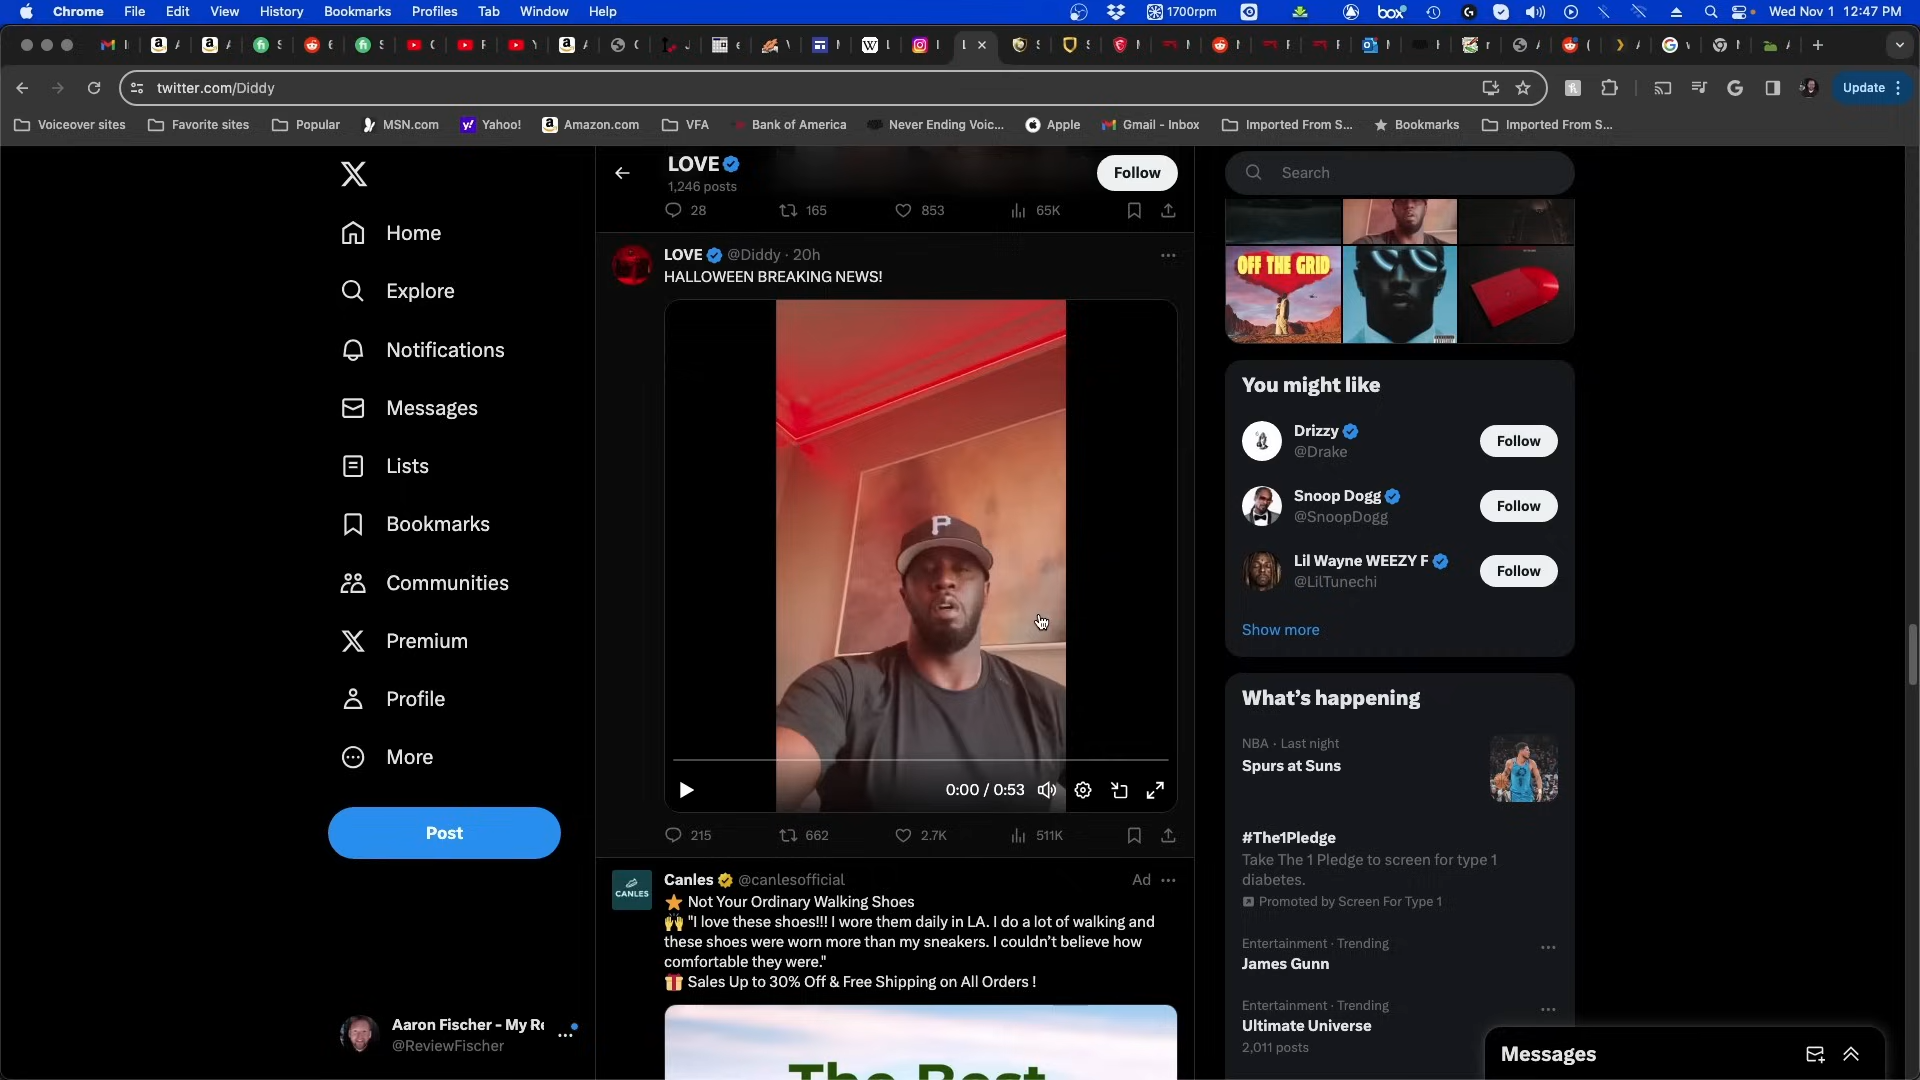 Chrome File Edit View History Bookmarks Profiles Tab Window Help 1700rpm box Wed Nov 1 12:47 PM
twitter.com/Diddy Update
Voiceover sites Favorite sites Popular MSN.com Yahoo! Amazon.com VFA Bank of America Never Ending Voic... Apple Gmail - Inbox Imported From S... Bookmarks Imported From S...
Home
Explore
Notifications
Messages
Lists
Bookmarks
Communities
Premium
Profile
More
Post
Aaron Fischer - My Re
@ReviewFischer
LOVE
1,246 posts
Follow
28 165 853 65K
LOVE @Diddy · 20h
HALLOWEEN BREAKING NEWS!
P
0:00 / 0:53
215 662 2.7K 511K
CANLES
Canles @canlesofficial Ad
Not Your Ordinary Walking Shoes
"I love these shoes!!! I wore them daily in LA. I do a lot of walking and
these shoes were worn more than my sneakers. I couldn't believe how
comfortable they were."
Sales Up to 30% Off & Free Shipping on All Orders !
The Best
Search
OFF THE GRID
You might like
Drizzy
@Drake
Follow
Snoop Dogg
@SnoopDogg
Follow
Lil Wayne WEEZY F
@LilTunechi
Follow
Show more
What's happening
NBA · Last night
Spurs at Suns
#The1Pledge
Take The 1 Pledge to screen for type 1
diabetes.
Promoted by Screen For Type 1
Entertainment · Trending
James Gunn
Entertainment · Trending
Ultimate Universe
2,011 posts
Messages